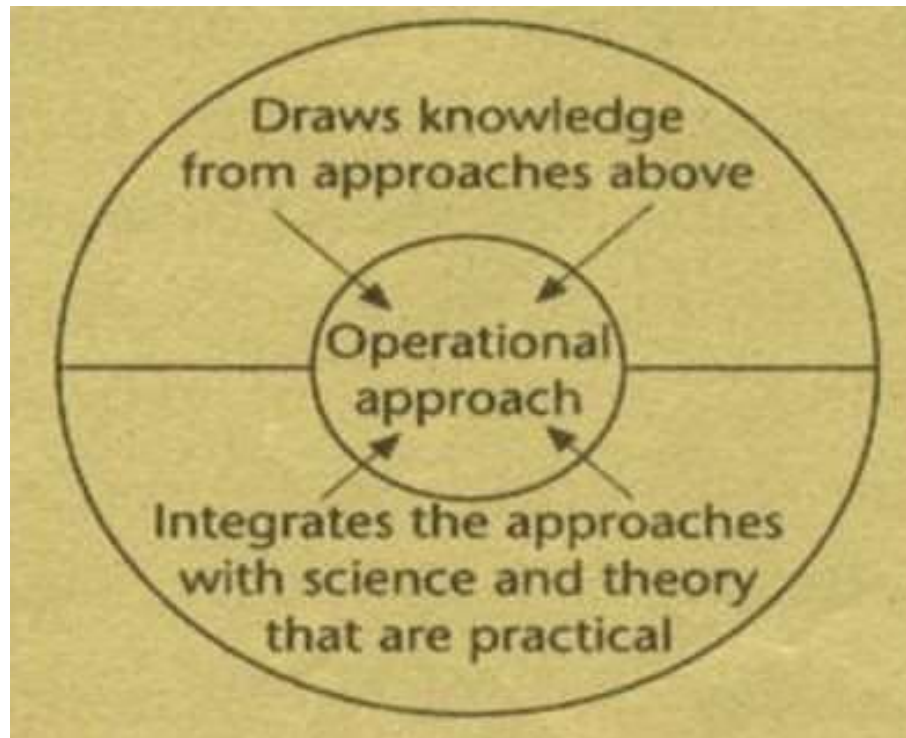 Draws knowledge
from approaches above
Operational
approach
Integrates the approaches
with science and theory
that are practical